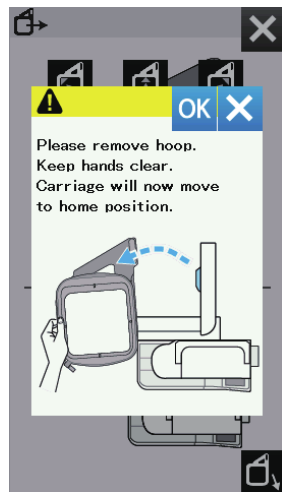 OK
Please remove hoop.
Keep hands clear.
Carriage will now move
to home position.